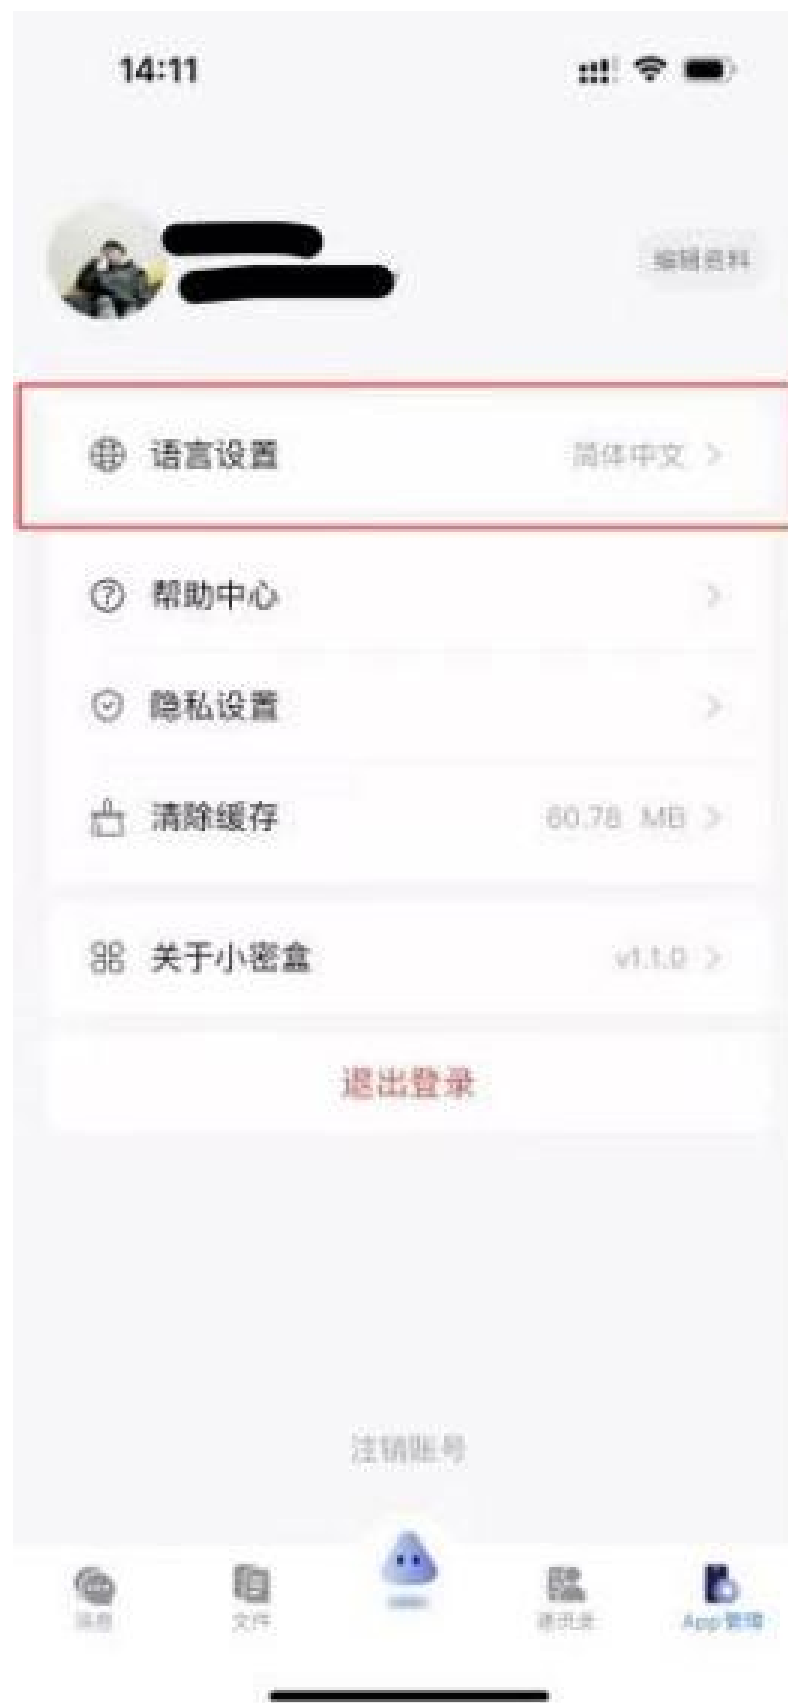 14:11
编辑资料
语言设置 简体中文
帮助中心
隐私设置
清除缓存 60.78 MB
关于小密盒 v1.1.0
退出登录
注销账号
消息 文件 通讯录 App管理